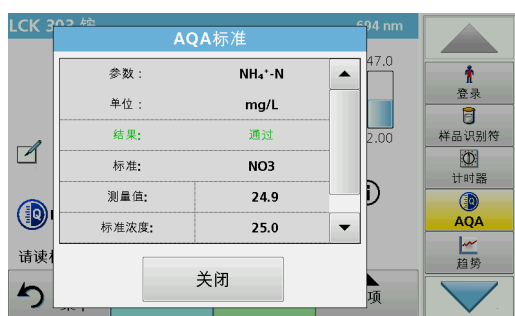 LCK 303 铵
694 nm
AQA标准
参数：
NH₄⁺-N
单位：
mg/L
结果:
通过
标准:
NO3
测量值:
24.9
标准浓度:
25.0
关闭
47.0
2.00
请读
项
登录
样品识别符
计时器
AQA
趋势